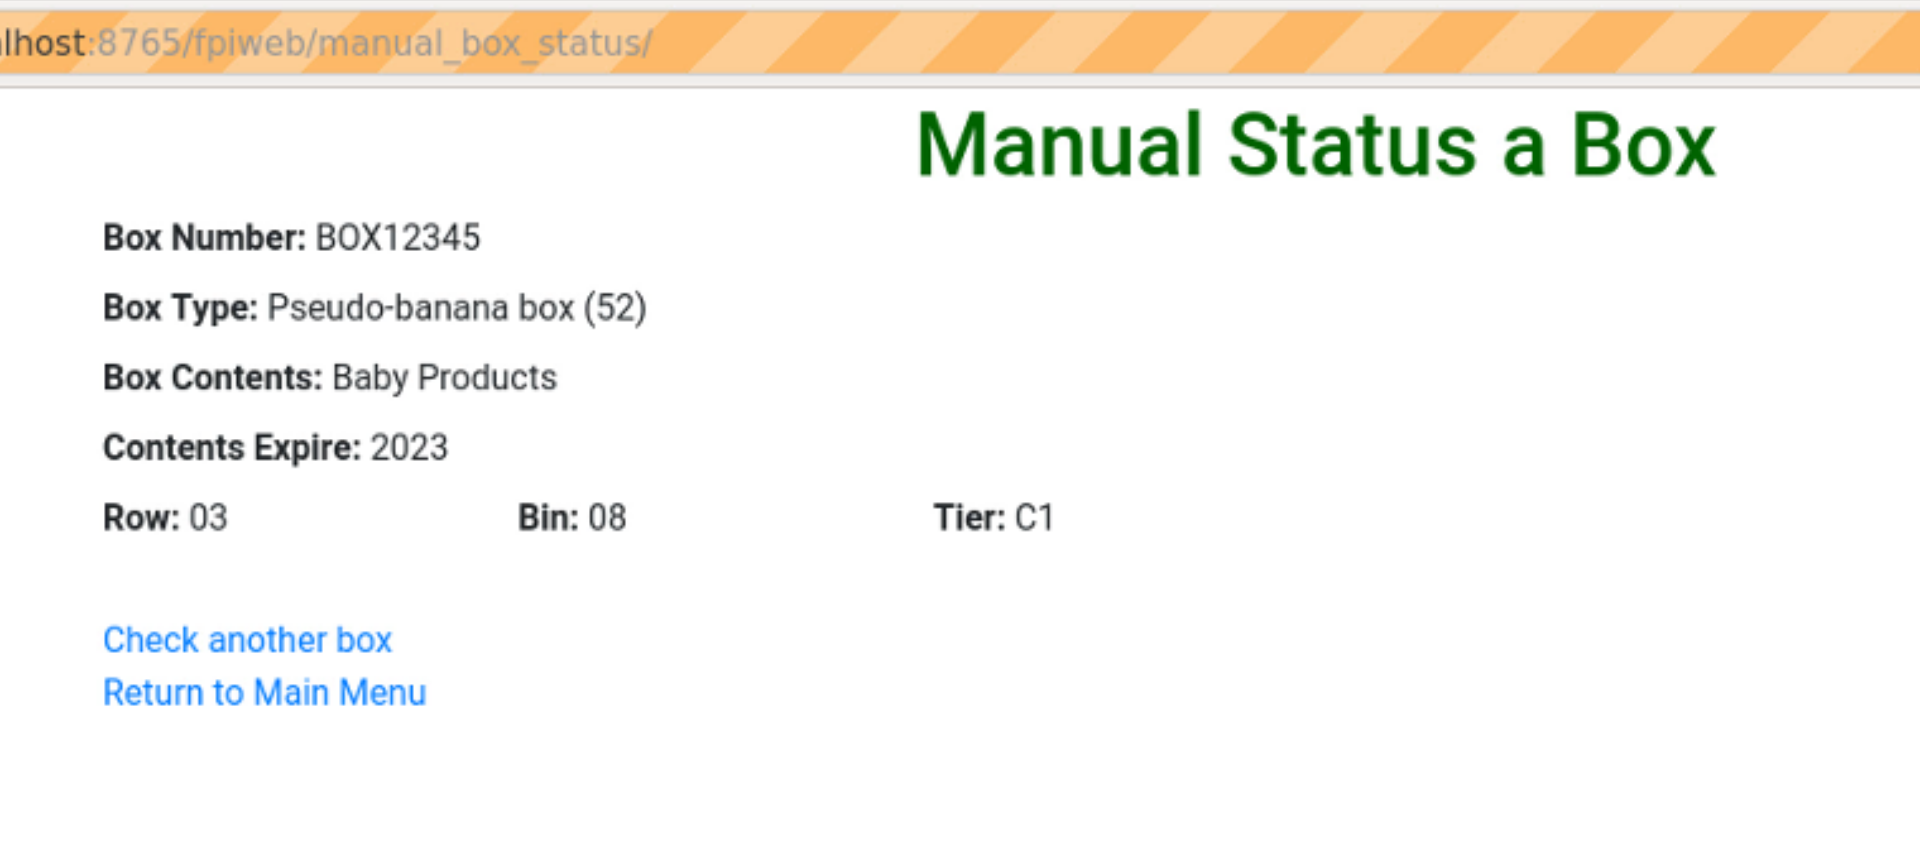 lhost:8765/fpiweb/manual_box_status/
Manual Status a Box
Box Number: BOX12345
Box Type: Pseudo-banana box (52)
Box Contents: Baby Products
Contents Expire: 2023
Row: 03 Bin: 08 Tier: C1
Check another box
Return to Main Menu